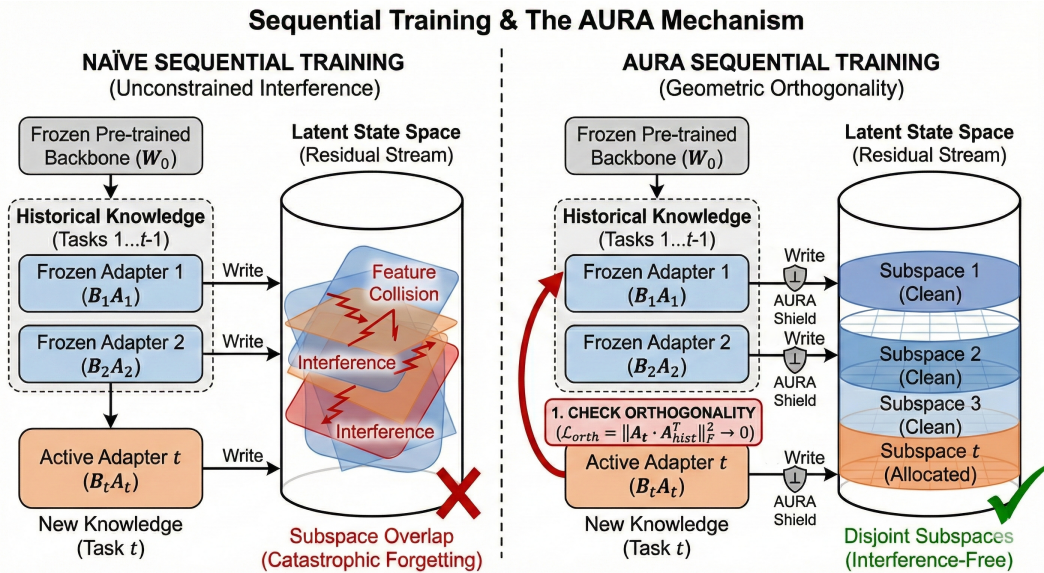 Sequential Training & The AURA Mechanism
NAÏVE SEQUENTIAL TRAINING
(Unconstrained Interference)
Frozen Pre-trained
Backbone (W₀)
Historical Knowledge
(Tasks 1...t-1)
Frozen Adapter 1
(B₁A₁)
Write
Frozen Adapter 2
(B₂A₂)
Write
Active Adapter t
(BₜAₜ)
Write
New Knowledge
(Task t)
Latent State Space
(Residual Stream)
Feature
Collision
Interference
Interference
Subspace Overlap
(Catastrophic Forgetting)
AURA SEQUENTIAL TRAINING
(Geometric Orthogonality)
Frozen Pre-trained
Backbone (W₀)
Historical Knowledge
(Tasks 1...t-1)
Frozen Adapter 1
(B₁A₁)
Write
⊥
AURA
Shield
Frozen Adapter 2
(B₂A₂)
Write
⊥
AURA
Shield
1. CHECK ORTHOGONALITY
(ℒ_orth = ‖Aₜ · A_hist^T‖_F^2 → 0)
Active Adapter t
(BₜAₜ)
Write
⊥
AURA
Shield
New Knowledge
(Task t)
Latent State Space
(Residual Stream)
Subspace 1
(Clean)
Subspace 2
(Clean)
Subspace 3
(Clean)
Subspace t
(Allocated)
Disjoint Subspaces
(Interference-Free)